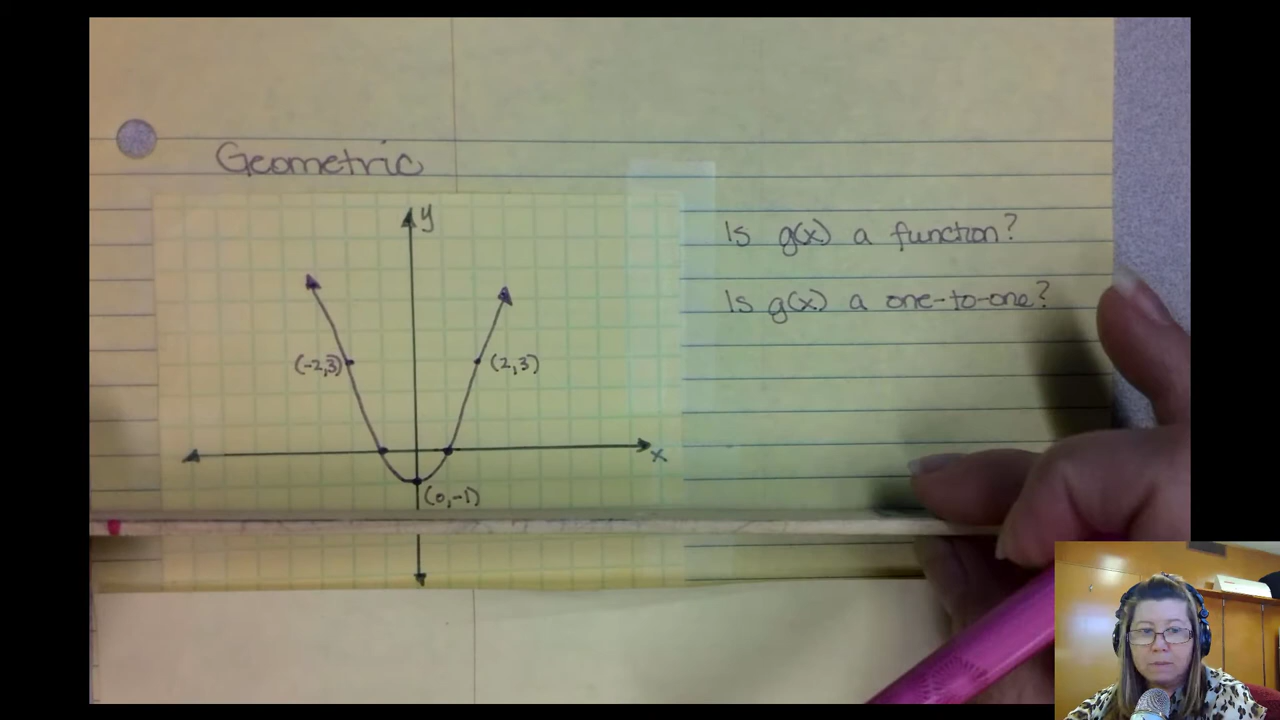 Geometric
y
Is g(x) a function?
Is g(x) a one-to-one?
(-2,3)
(2,3)
x
(0,-1)